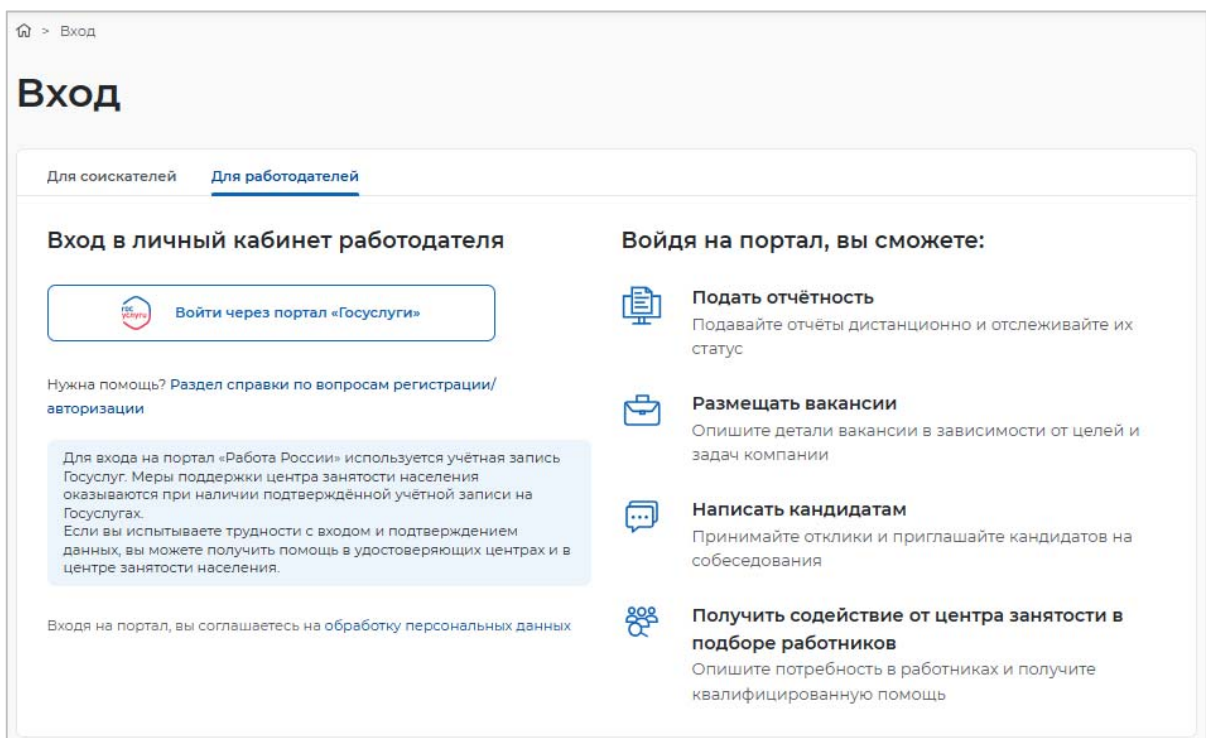 > Вход
Вход
Для соискателей Для работодателей
Вход в личный кабинет работодателя
гос
услуги
Войти через портал «Госуслуги»
Нужна помощь? Раздел справки по вопросам регистрации/
авторизации
Для входа на портал «Работа России» используется учётная запись
Госуслуг. Меры поддержки центра занятости населения
оказываются при наличии подтверждённой учётной записи на
Госуслугах.
Если вы испытываете трудности с входом и подтверждением
данных, вы можете получить помощь в удостоверяющих центрах и в
центре занятости населения.
Входя на портал, вы соглашаетесь на обработку персональных данных
Войдя на портал, вы сможете:
Подать отчётность
Подавайте отчёты дистанционно и отслеживайте их
статус
Размещать вакансии
Опишите детали вакансии в зависимости от целей и
задач компании
Написать кандидатам
Принимайте отклики и приглашайте кандидатов на
собеседования
Получить содействие от центра занятости в
подборе работников
Опишите потребность в работниках и получите
квалифицированную помощь